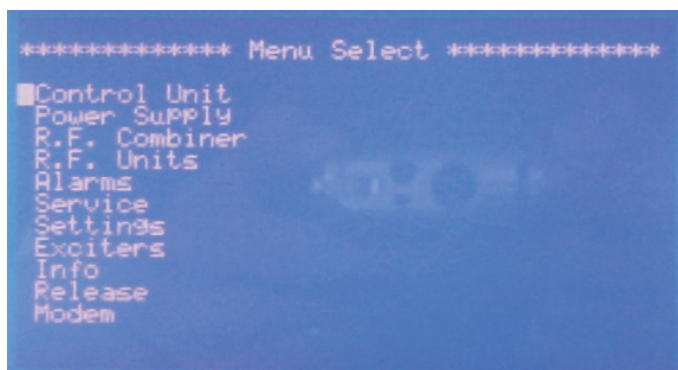 ************* Menu Select *************
Control Unit
Power Supply
R.F. Combiner
R.F. Units
Alarms
Service
Settings
Exciters
Info
Release
Modem